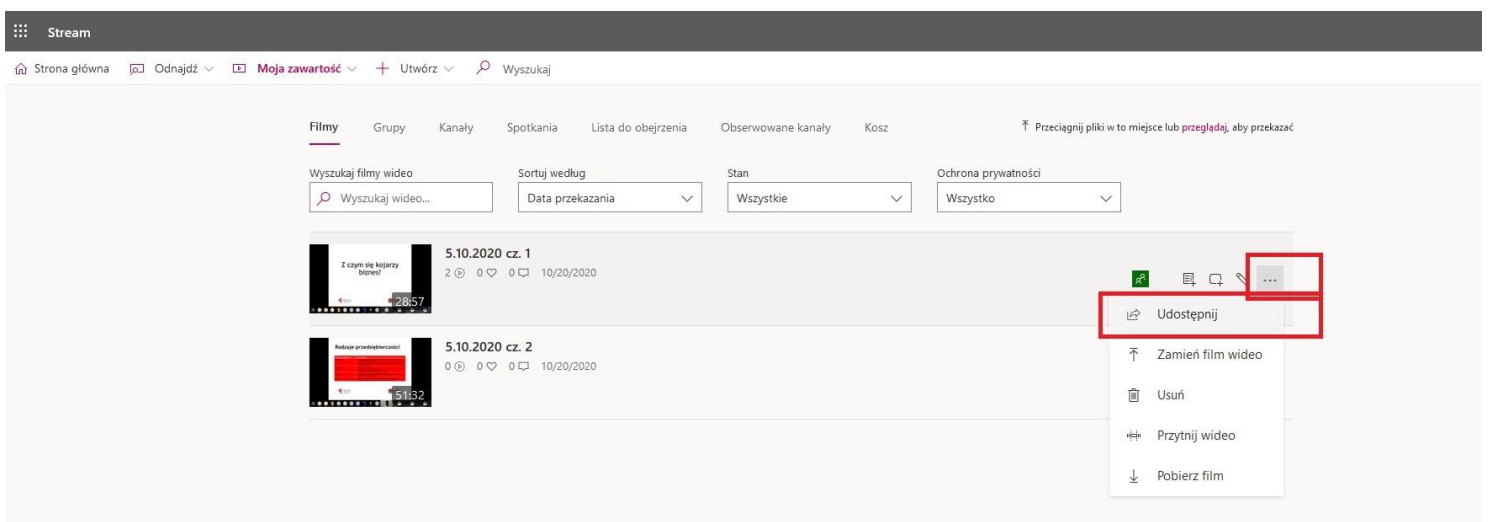 Stream
Strona główna Odnajdź Moja zawartość Utwórz Wyszukaj
Filmy Grupy Kanały Spotkania Lista do obejrzenia Obserwowane kanały Kosz Przeciągnij pliki w to miejsce lub przeglądaj, aby przekazać
Wyszukaj filmy wideo Sortuj według Stan Ochrona prywatności
Wyszukaj wideo... Data przekazania Wszystkie Wszystko
5.10.2020 cz. 1
2 0 0 10/20/2020
Z czym się kojarzy
biznes?
28:57
Udostępnij
Zamień film wideo
Usuń
Przytnij wideo
Pobierz film
5.10.2020 cz. 2
0 0 0 10/20/2020
Rodzaje przedsiębiorczości
51:32